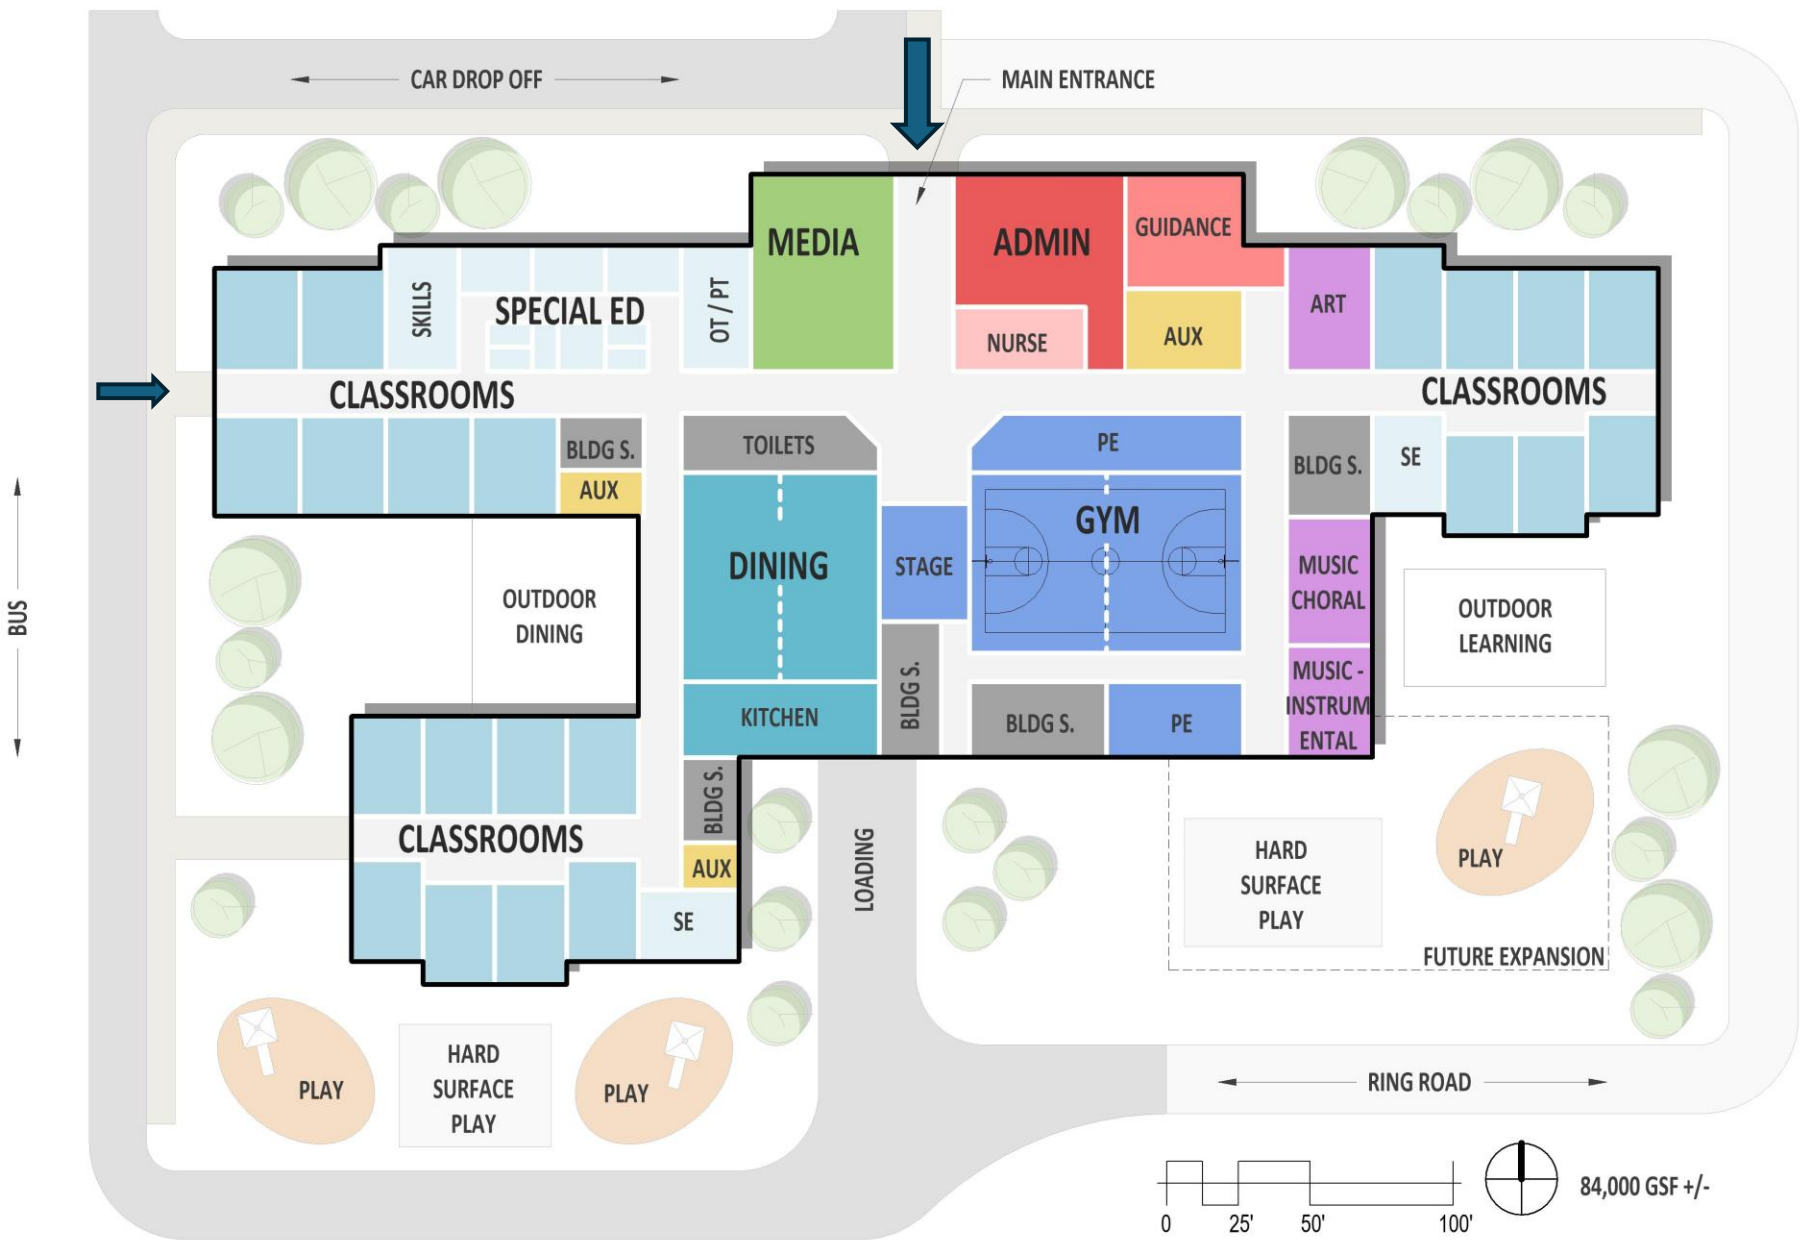 CAR DROP OFF
MAIN ENTRANCE
MEDIA
ADMIN
GUIDANCE
NURSE
AUX
ART
SKILLS
SPECIAL ED
OT / PT
CLASSROOMS
CLASSROOMS
BLDG S.
AUX
TOILETS
PE
BLDG S.
SE
GYM
DINING
STAGE
MUSIC
CHORAL
OUTDOOR
DINING
OUTDOOR
LEARNING
BUS
MUSIC -
INSTRUM
ENTAL
KITCHEN
BLDG S.
BLDG S.
PE
BLDG S.
CLASSROOMS
AUX
SE
LOADING
HARD
SURFACE
PLAY
PLAY
FUTURE EXPANSION
PLAY
HARD
SURFACE
PLAY
PLAY
RING ROAD
0 25' 50' 100'
84,000 GSF +/-